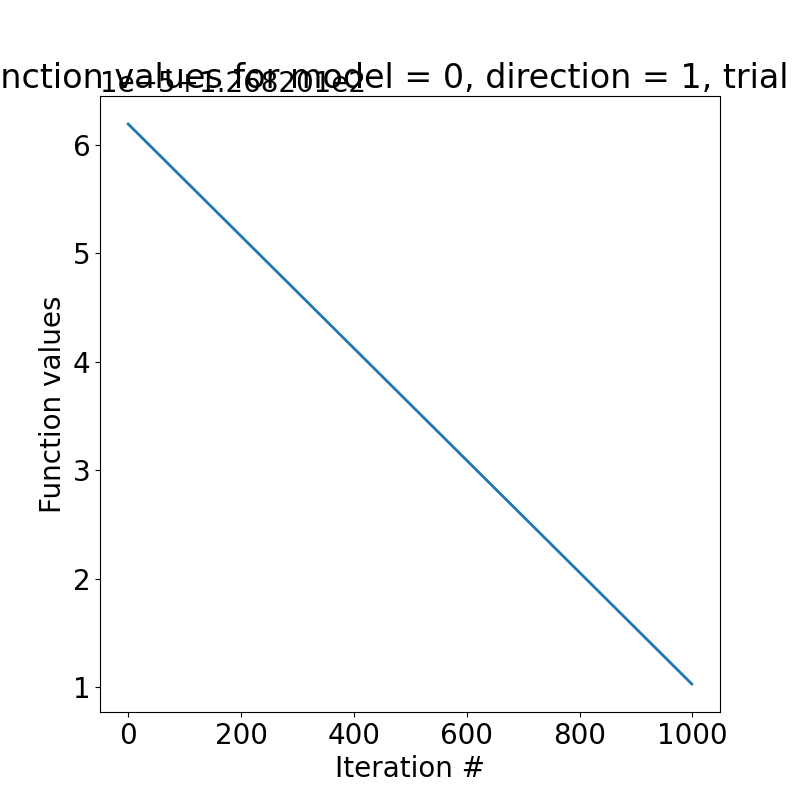 nction values for model = 0, direction = 1, trial
1e−5+1.268201e2
6
5
4
3
2
1
Function values
0 200 400 600 800 1000
Iteration #